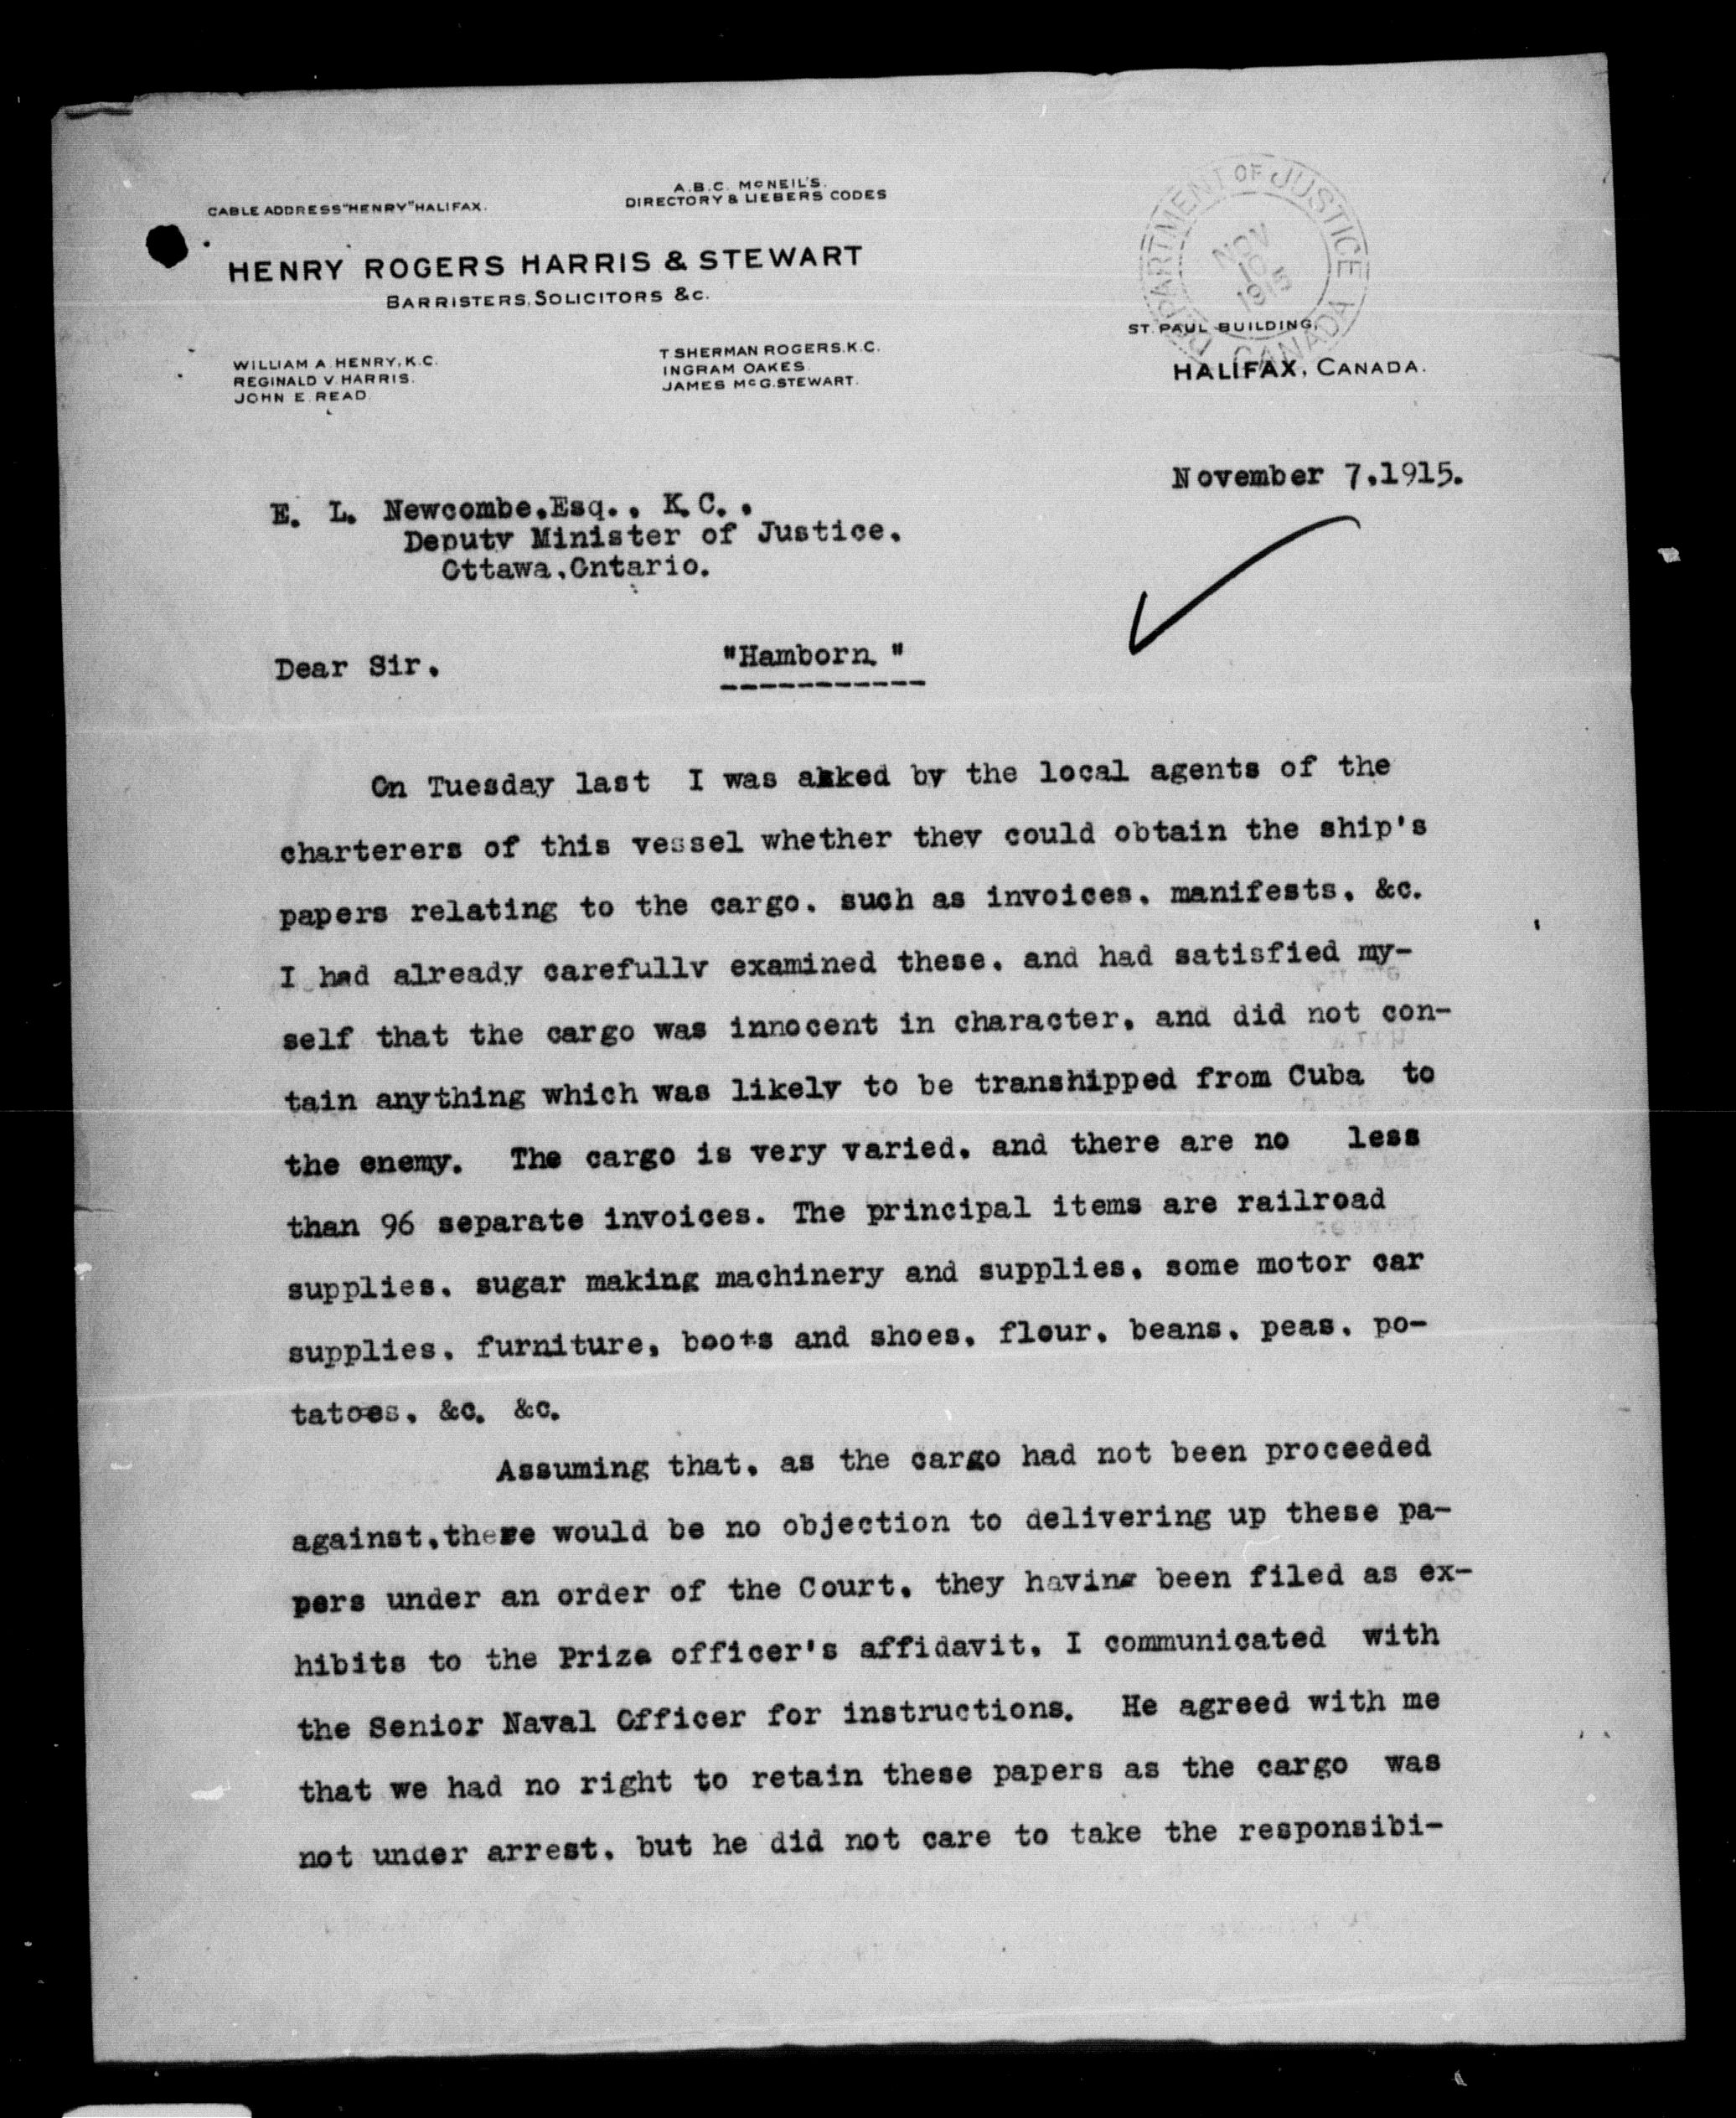 CABLE ADDRESS "HENRY" HALIFAX.
A.B.C. McNEIL'S.
DIRECTORY & LIEBERS CODES
HENRY ROGERS HARRIS & STEWART
BARRISTERS, SOLICITORS &c.
DEPARTMENT OF JUSTICE
NOV
10
1915
CANADA
ST. PAUL BUILDING,
HALIFAX, CANADA.
WILLIAM A. HENRY, K.C.
REGINALD V. HARRIS.
JOHN E. READ.
T. SHERMAN ROGERS, K.C.
INGRAM OAKES.
JAMES McG. STEWART.
November 7,1915.
E. L. Newcombe,Esq., K.C.,
Deputy Minister of Justice,
Ottawa,Ontario.
Dear Sir,
"Hamborn."
On Tuesday last I was asked by the local agents of the
charterers of this vessel whether they could obtain the ship's
papers relating to the cargo, such as invoices, manifests, &c.
I had already carefully examined these, and had satisfied my-
self that the cargo was innocent in character, and did not con-
tain anything which was likely to be transhipped from Cuba to
the enemy. The cargo is very varied, and there are no less
than 96 separate invoices. The principal items are railroad
supplies, sugar making machinery and supplies, some motor car
supplies, furniture, boots and shoes, flour, beans, peas, po-
tatoes, &c. &c.
Assuming that, as the cargo had not been proceeded
against,there would be no objection to delivering up these pa-
pers under an order of the Court, they having been filed as ex-
hibits to the Prize officer's affidavit, I communicated with
the Senior Naval Officer for instructions. He agreed with me
that we had no right to retain these papers as the cargo was
not under arrest, but he did not care to take the responsibi-